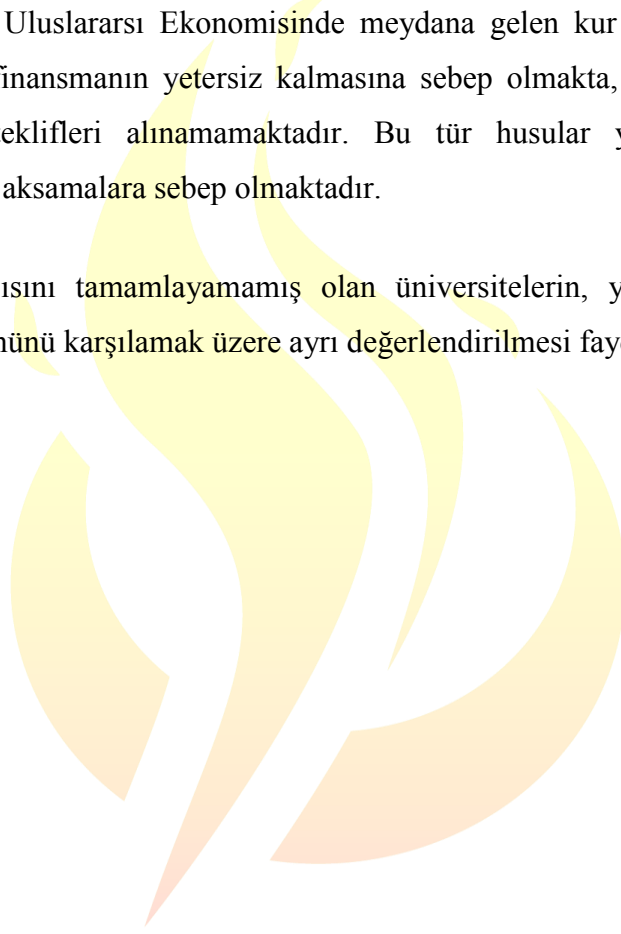 Uluslararsı Ekonomisinde meydana gelen kur
finansmanın yetersiz kalmasına sebep olmakta,
eklifleri alınamamaktadır. Bu tür husular y
aksamalara sebep olmaktadır.
ısını tamamlayamamış olan üniversitelerin, y
nünü karşılamak üzere ayrı değerlendirilmesi fay